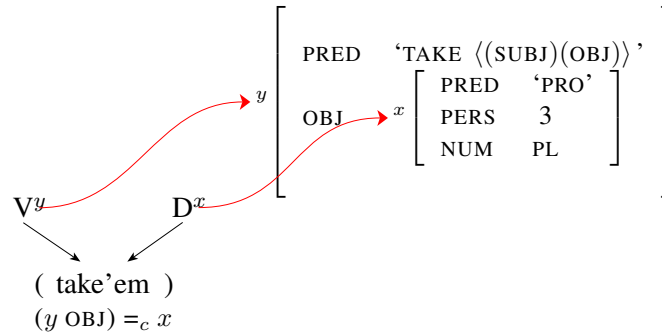 PRED ‘TAKE ⟨(SUBJ)(OBJ)⟩’
y
OBJ x PRED ‘PRO’
PERS 3
NUM PL
V^y D^x
( take’em )
(y OBJ) =_c x